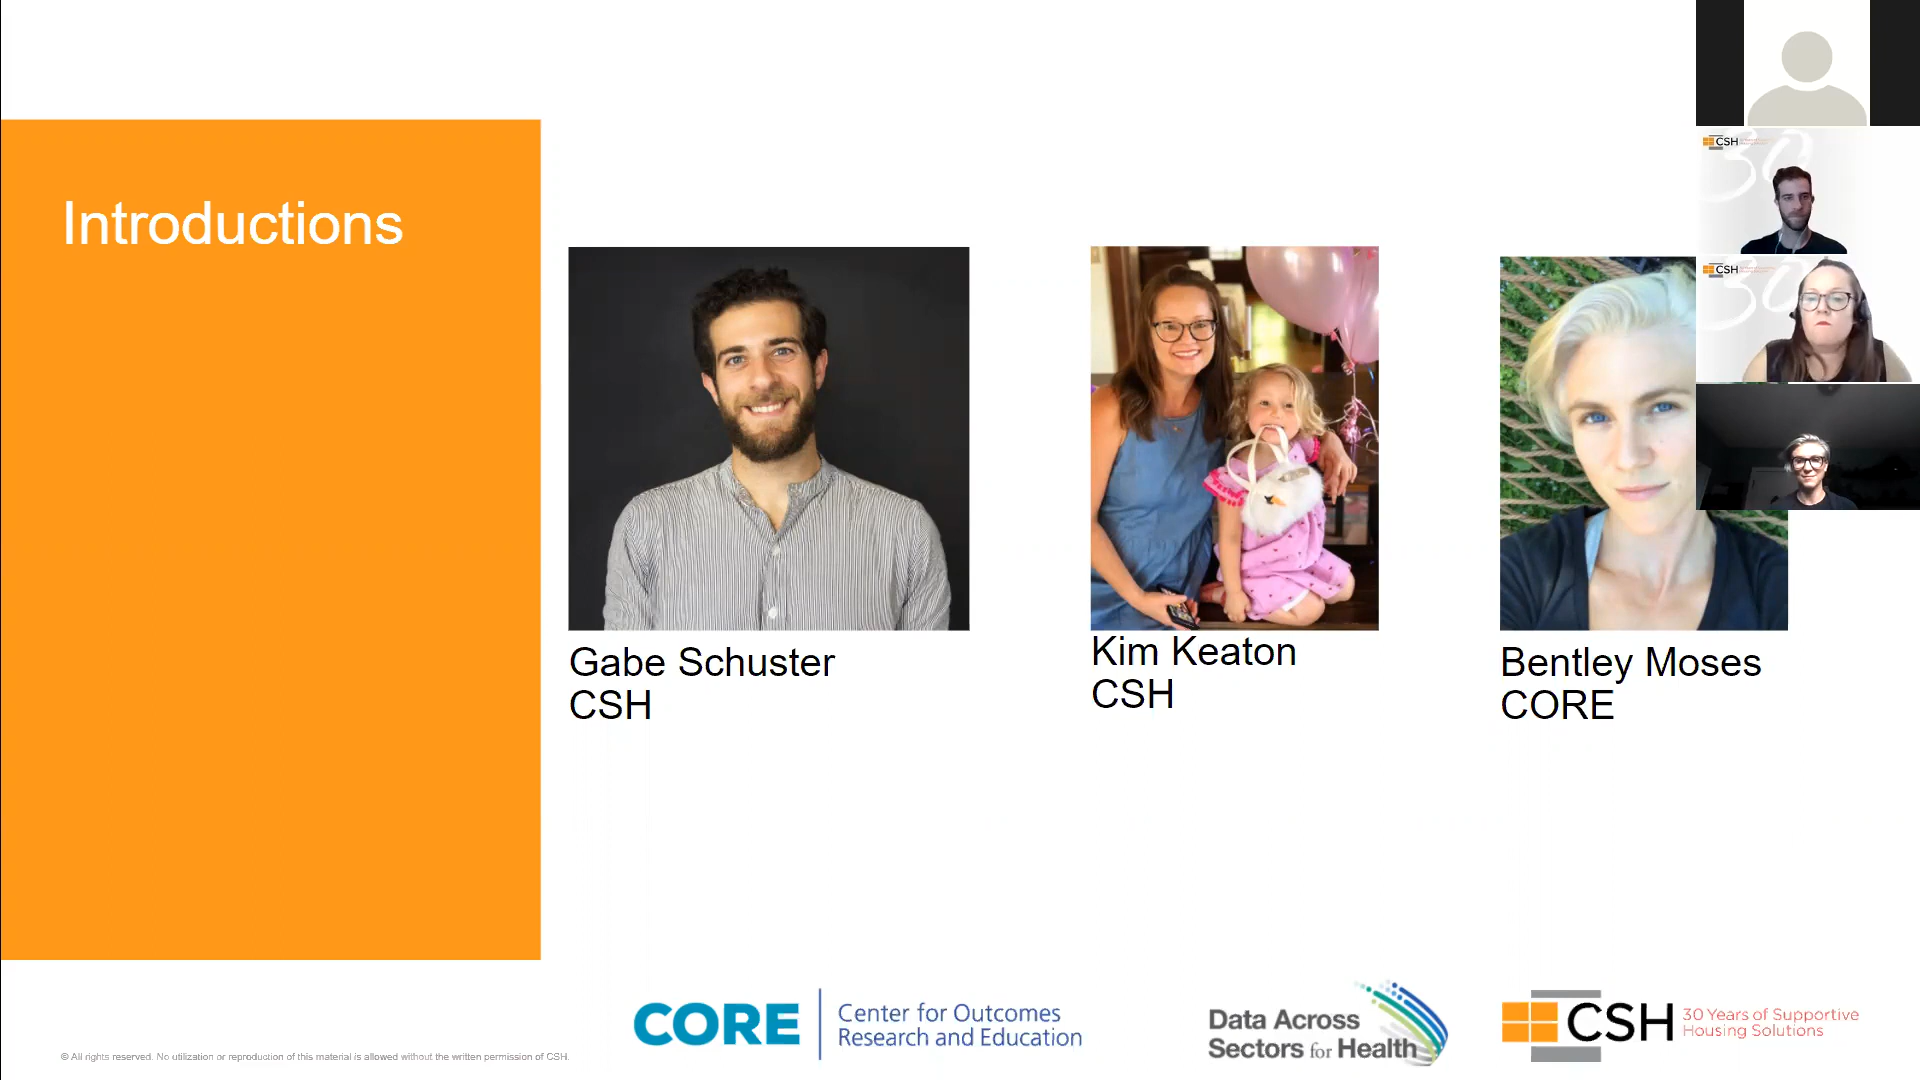 Introductions
Gabe Schuster
CSH
Kim Keaton
CSH
Bentley Moses
CORE
CSH
CSH
CORE
Center for Outcomes
Research and Education
Data Across
Sectors for Health
CSH
30 Years of Supportive
Housing Solutions
© All rights reserved. No utilization or reproduction of this material is allowed without the written permission of CSH.